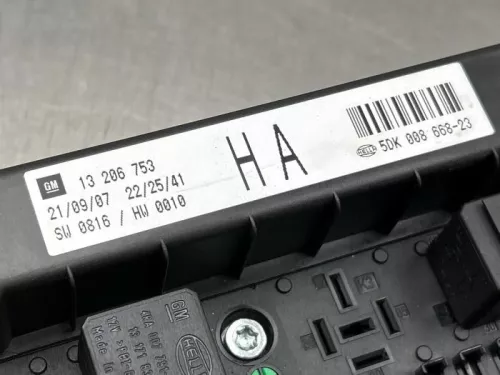 GM 13 206 753
21/09/07 22/25/41
SW 0816 / HW 0010
HA
HELLA 5DK 008 668-23
GM
HELLA